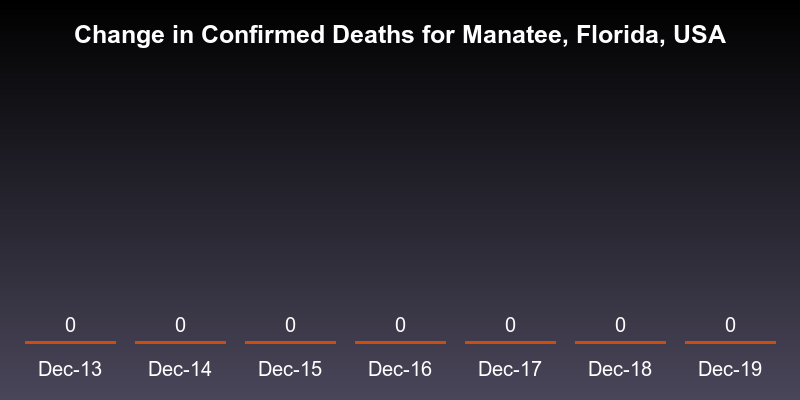 Change in Confirmed Deaths for Manatee, Florida, USA
0 0 0 0 0 0 0
Dec-13 Dec-14 Dec-15 Dec-16 Dec-17 Dec-18 Dec-19